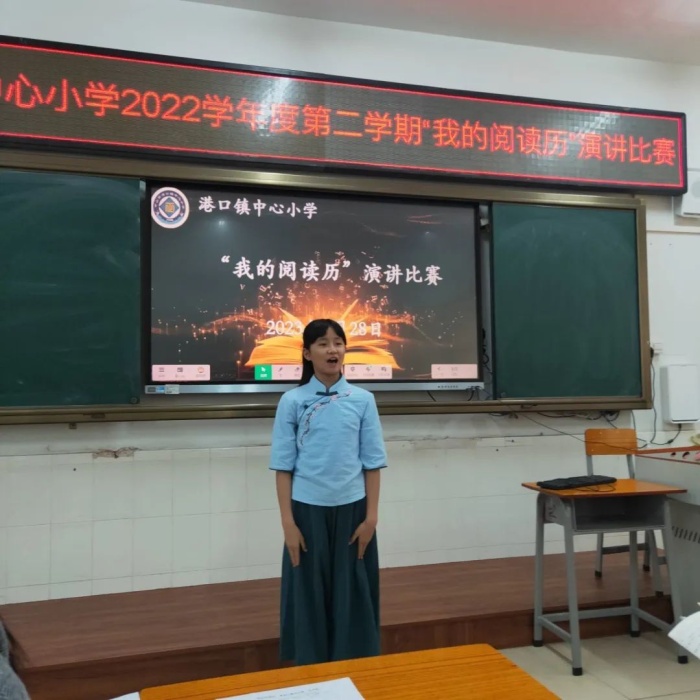 中心小学2022学年度第二学期“我的阅读历”演讲比赛
港口镇中心小学
“我的阅读历”演讲比赛
202 28日